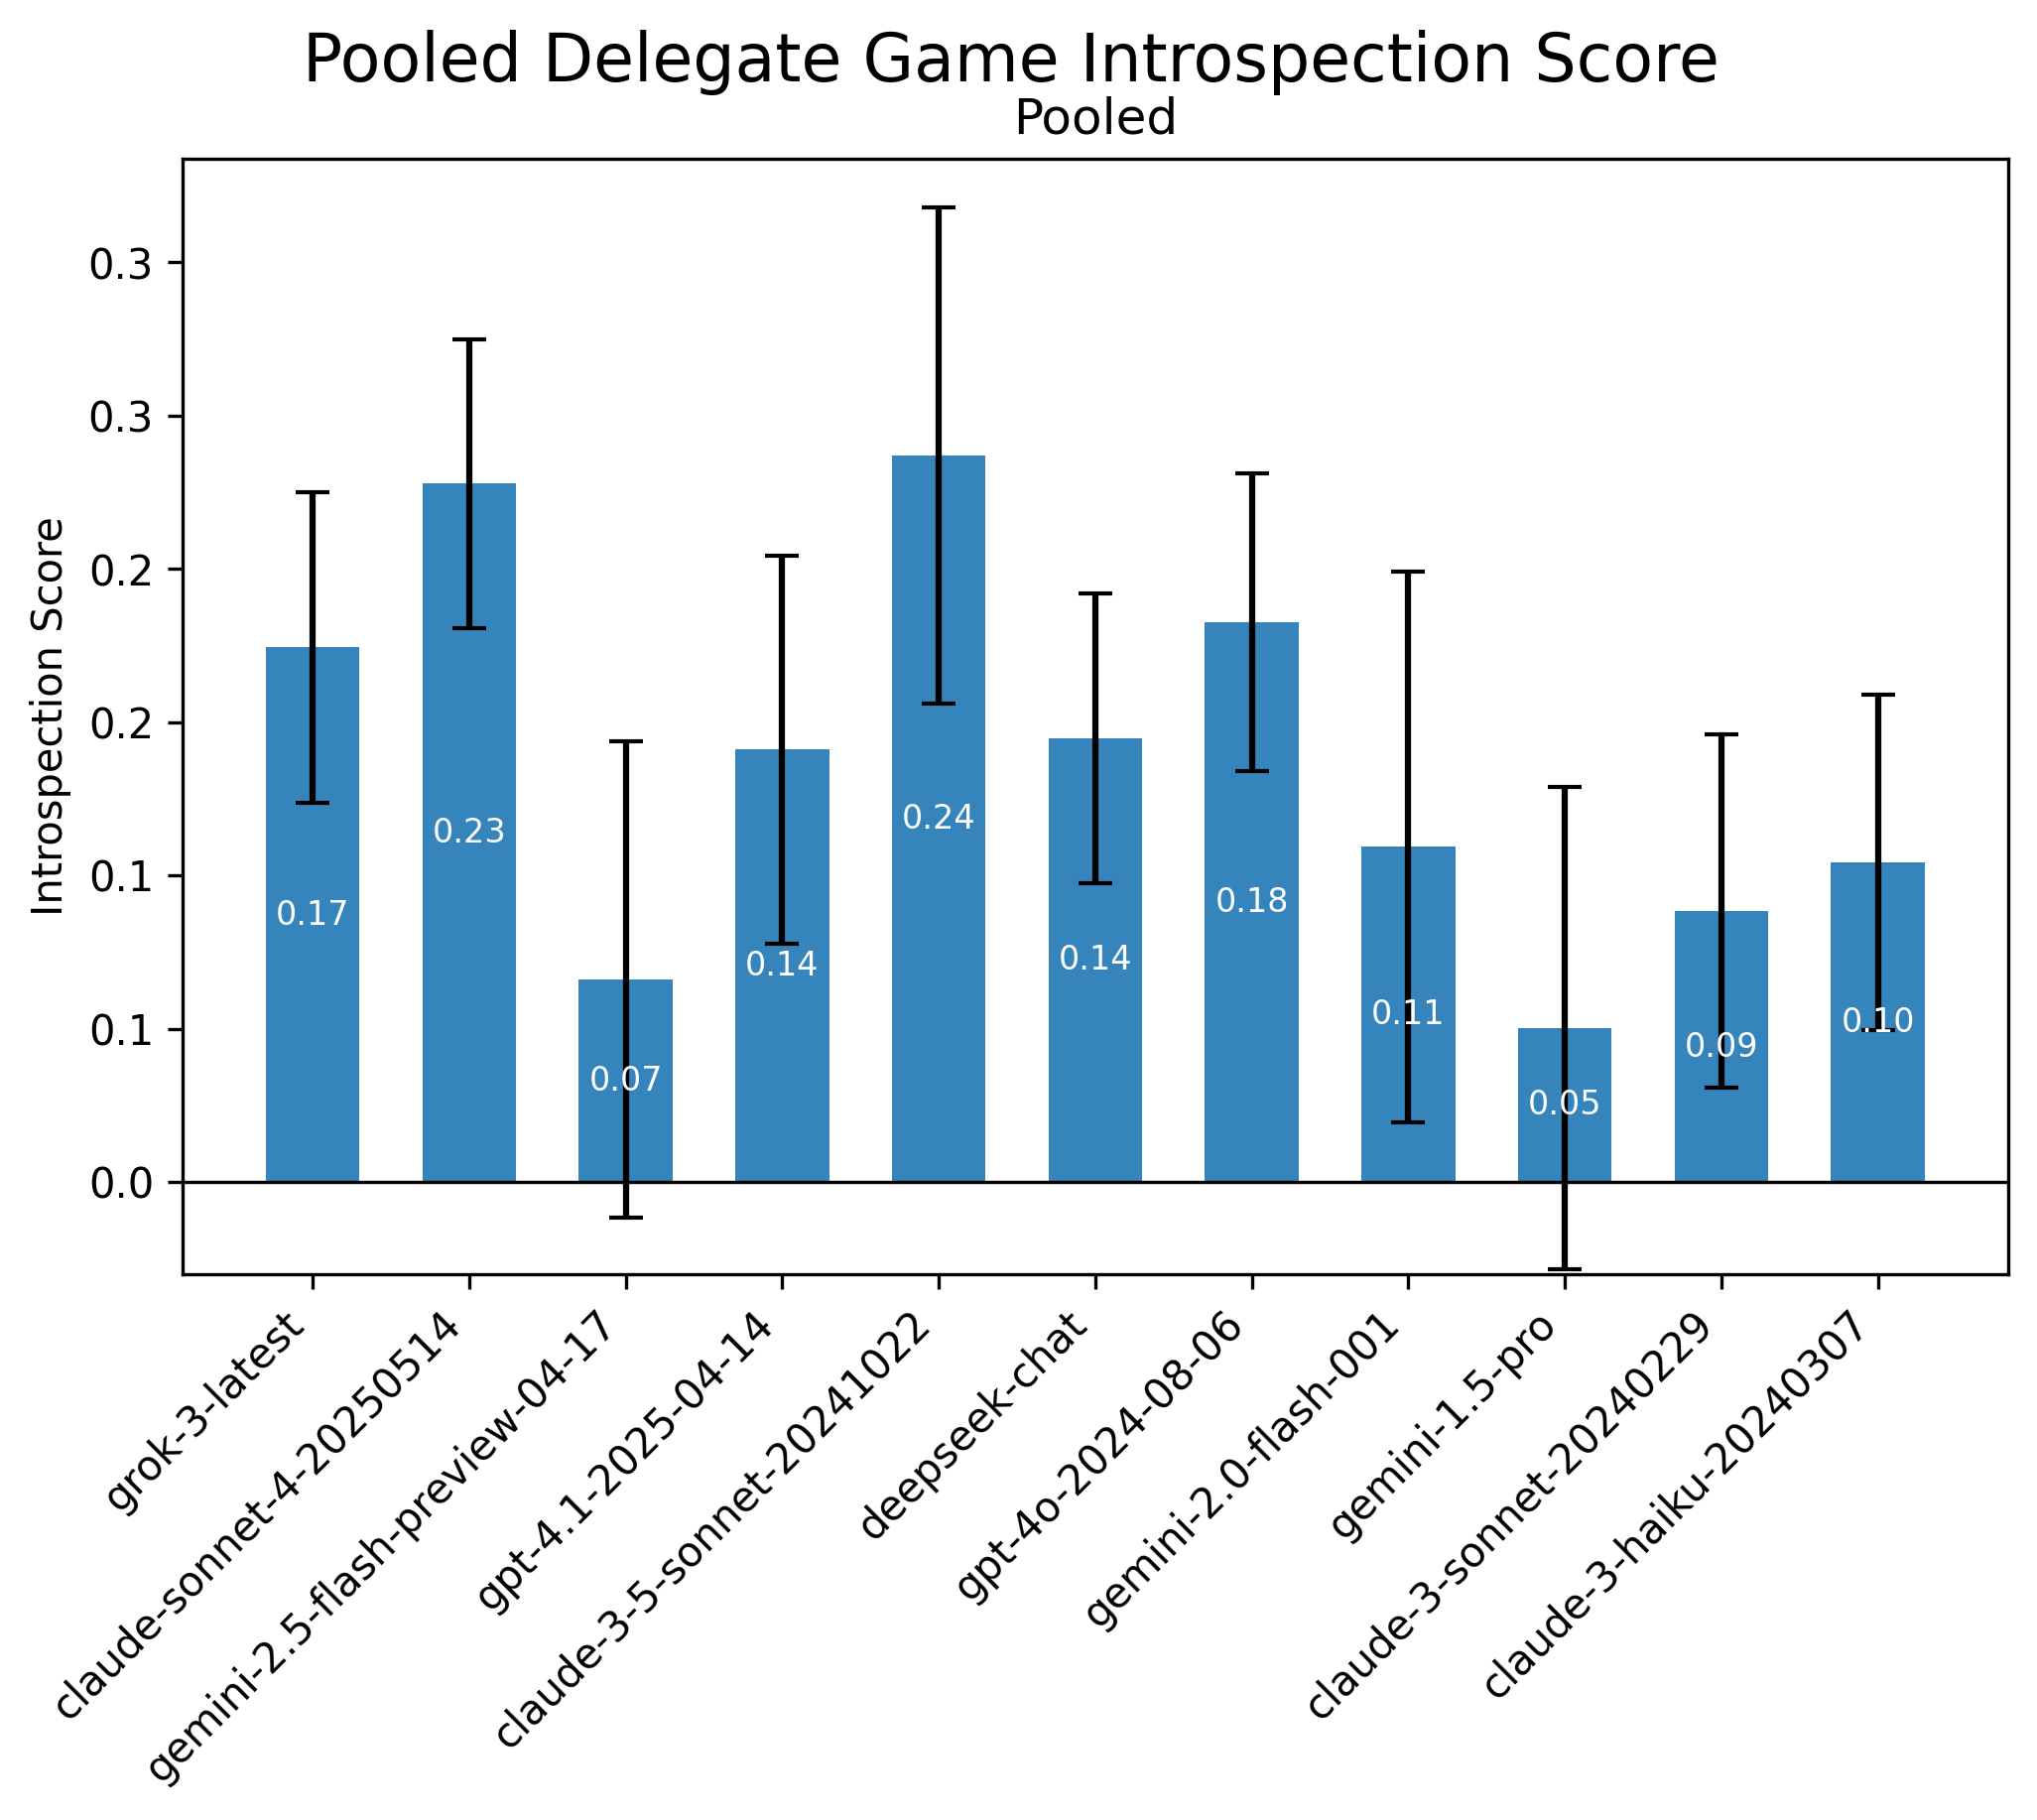 Pooled Delegate Game Introspection Score
Pooled
Introspection Score
0.3
0.3
0.2
0.2
0.1
0.1
0.0
0.17
0.23
0.07
0.14
0.24
0.14
0.18
0.11
0.05
0.09
0.10
grok-3-latest
claude-sonnet-4-20250514
gemini-2.5-flash-preview-04-17
gpt-4.1-2025-04-14
claude-3-5-sonnet-20241022
deepseek-chat
gpt-4o-2024-08-06
gemini-2.0-flash-001
gemini-1.5-pro
claude-3-sonnet-20240229
claude-3-haiku-20240307